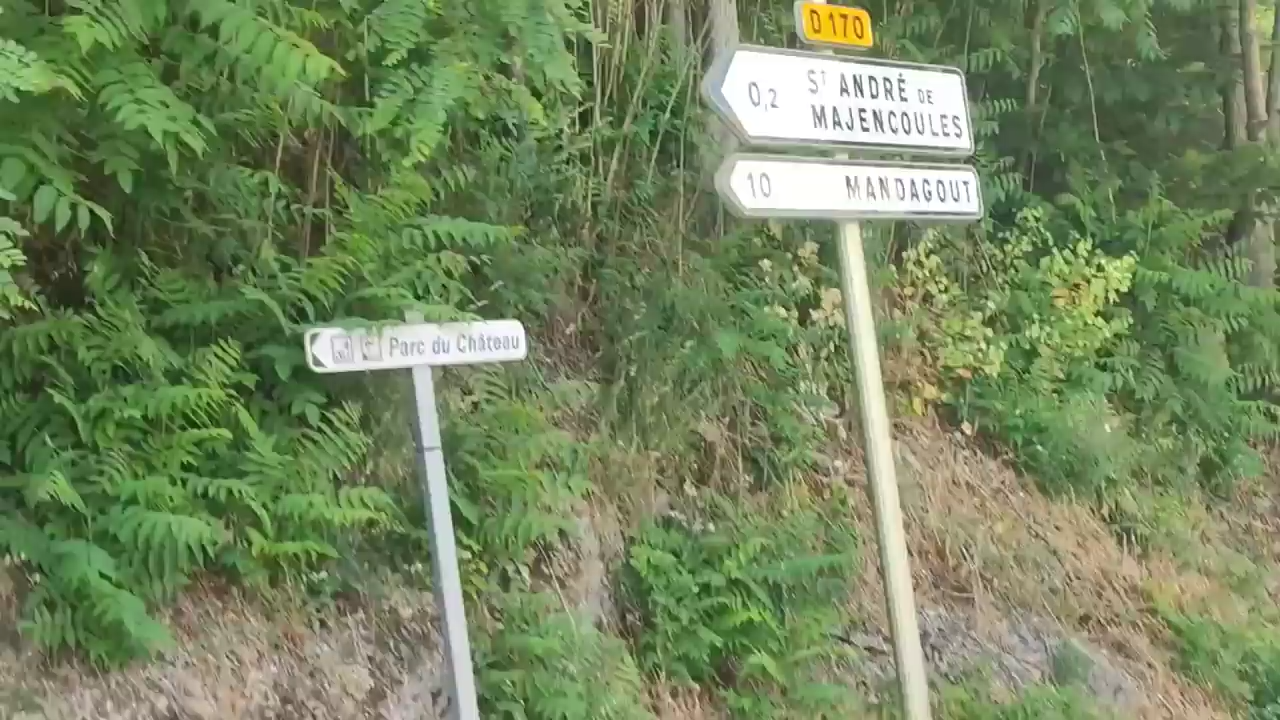 D 170
0,2 Sᵗ ANDRÉ DE
MAJENCOULES
10 MANDAGOUT
Parc du Château